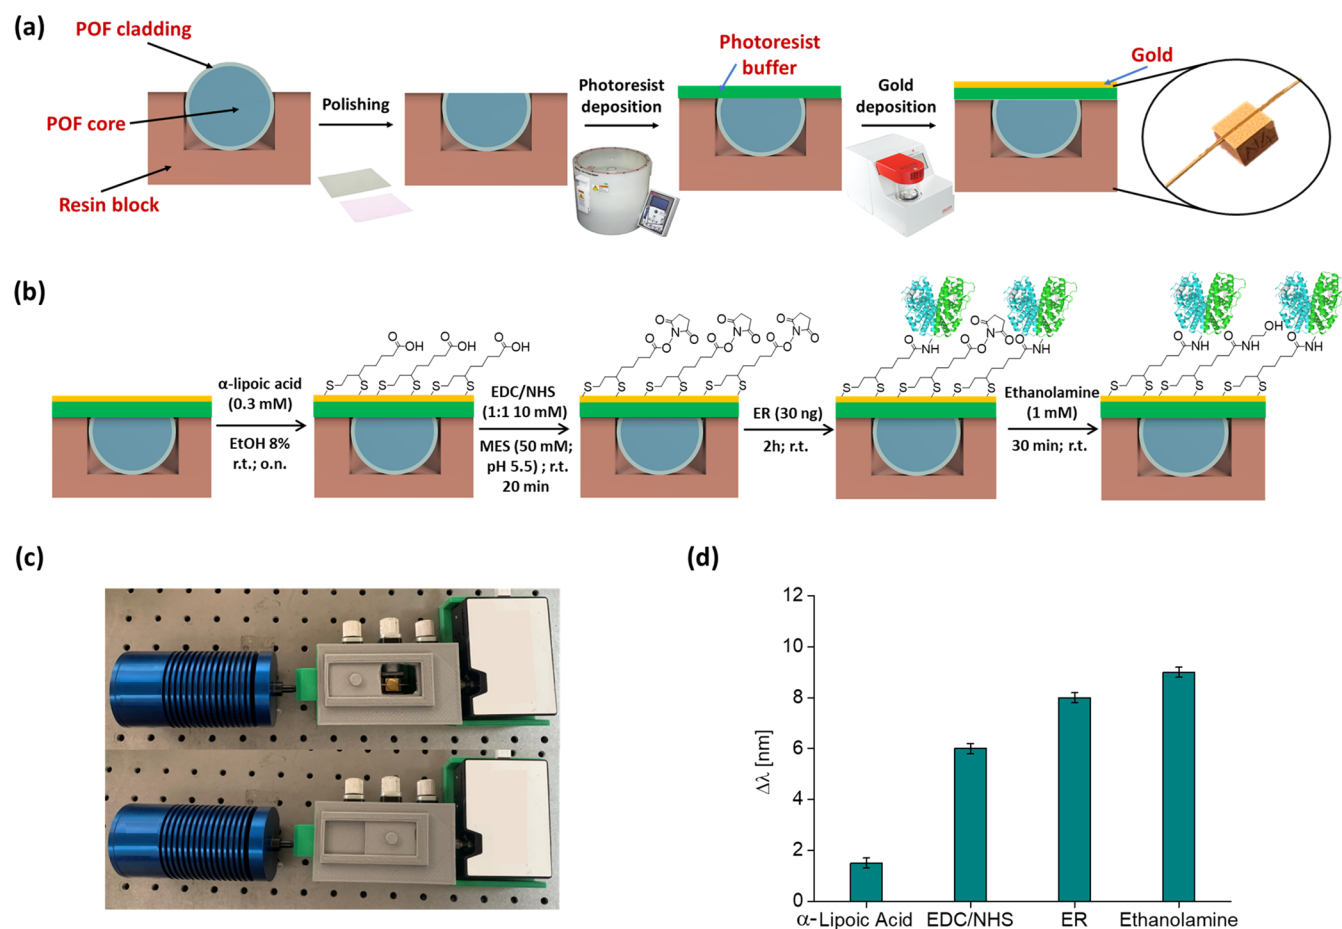 (a)
POF cladding
POF core
Resin block
Polishing
Photoresist
deposition
Photoresist
buffer
Gold
deposition
Gold
(b)
α-lipoic acid
(0.3 mM)
EtOH 8%
r.t.; o.n.
O
OH
O
OH
O
OH
S
S
S
S
S
S
EDC/NHS
(1:1 10 mM)
MES (50 mM;
pH 5.5) ; r.t.
20 min
O
N
O
O
O
O
N
O
O
O
O
N
O
O
O
S
S
S
S
S
S
ER (30 ng)
2h; r.t.
O
NH
O
N
O
O
O
O
NH
S
S
S
S
S
S
Ethanolamine
(1 mM)
30 min; r.t.
O
NH
O
NH
OH
O
NH
S
S
S
S
S
S
(c)
(d)
Δλ [nm]
12
10
8
6
4
2
0
α-Lipoic Acid
EDC/NHS
ER
Ethanolamine